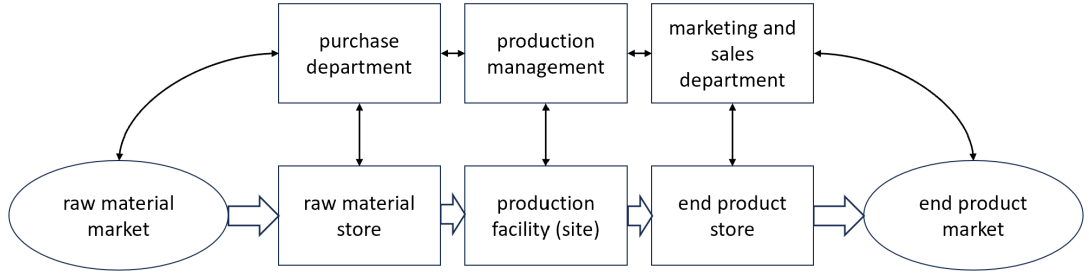 purchase
department
production
management
marketing and
sales
department
raw material
market
raw material
store
production
facility (site)
end product
store
end product
market